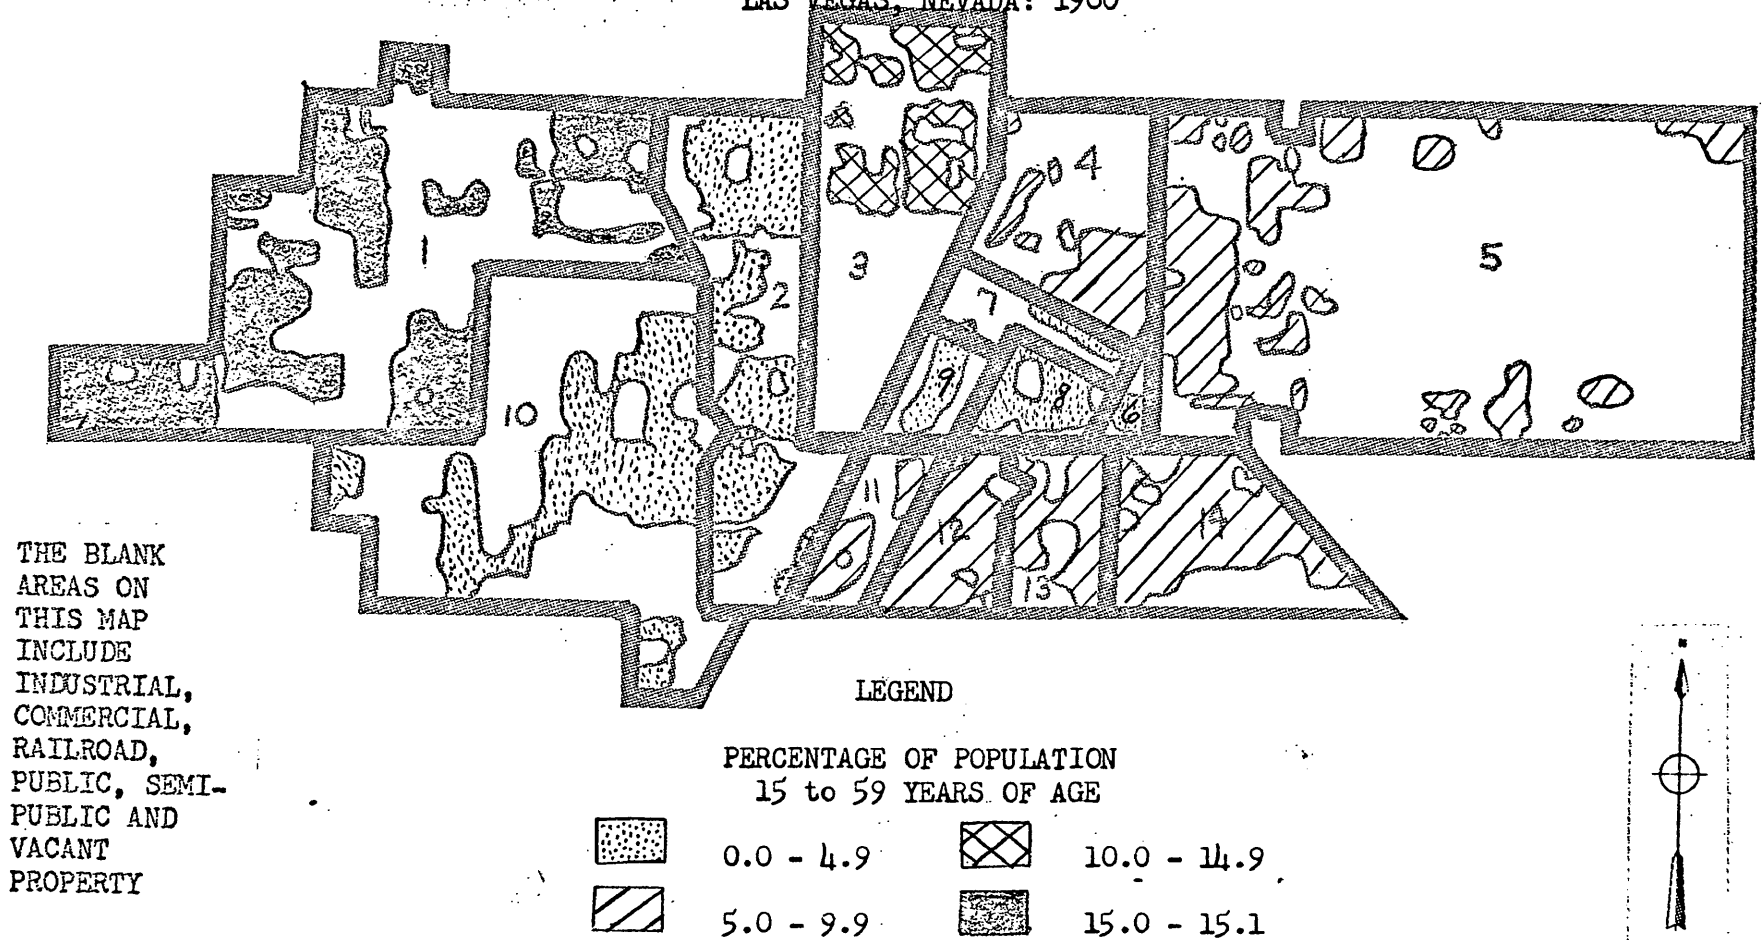 LAS VEGAS, NEVADA: 1960
1
2
3
4
5
7
9
8
6
10
11
12
13
14
THE BLANK
AREAS ON
THIS MAP
INCLUDE
INDUSTRIAL,
COMMERCIAL,
RAILROAD,
PUBLIC, SEMI-
PUBLIC AND
VACANT
PROPERTY
LEGEND
PERCENTAGE OF POPULATION
15 to 59 YEARS OF AGE
0.0 - 4.9
10.0 - 14.9
5.0 - 9.9
15.0 - 15.1